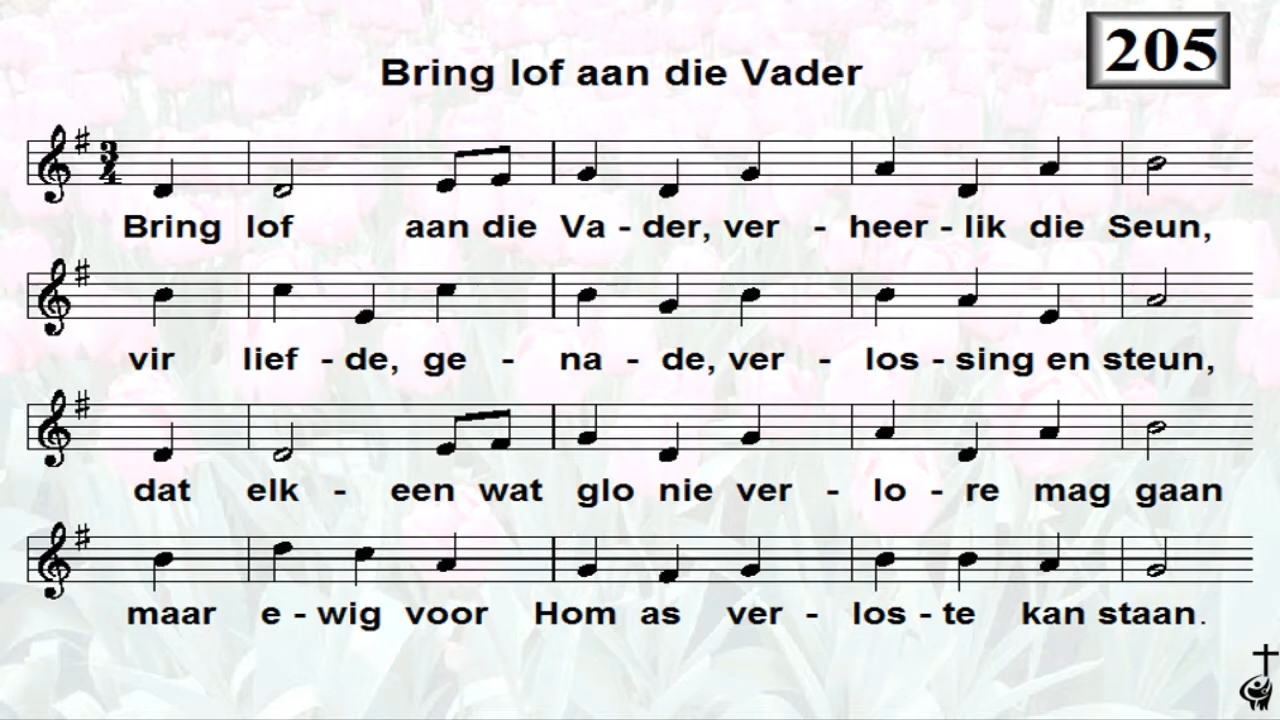 205
Bring lof aan die Vader
3
4
Bring lof aan die Va - der, ver - heer - lik die Seun,
vir lief - de, ge - na - de, ver - los - sing en steun,
dat elk - een wat glo nie ver - lo - re mag gaan
maar e - wig voor Hom as ver - los - te kan staan.